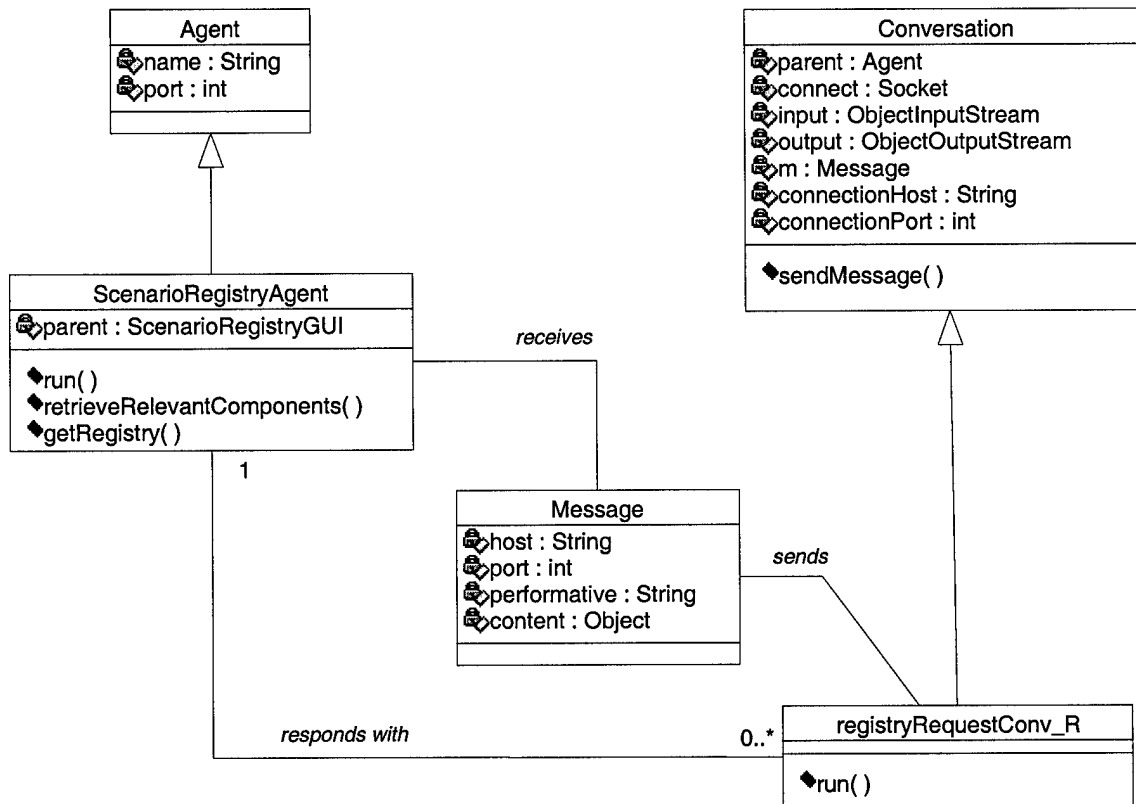 Agent
name : String
port : int
Conversation
parent : Agent
connect : Socket
input : ObjectInputStream
output : ObjectOutputStream
m : Message
connectionHost : String
connectionPort : int
sendMessage( )
ScenarioRegistryAgent
parent : ScenarioRegistryGUI
run( )
retrieveRelevantComponents( )
getRegistry( )
receives
1
Message
host : String
port : int
performative : String
content : Object
sends
responds with
0..*
registryRequestConv_R
run( )